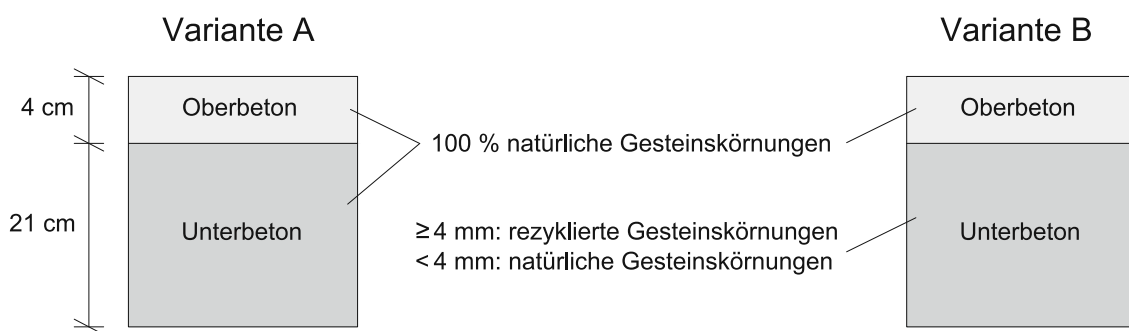 Variante A
Variante B
4 cm
Oberbeton
Oberbeton
100 % natürliche Gesteinskörnungen
21 cm
Unterbeton
≥ 4 mm: rezyklierte Gesteinskörnungen
< 4 mm: natürliche Gesteinskörnungen
Unterbeton